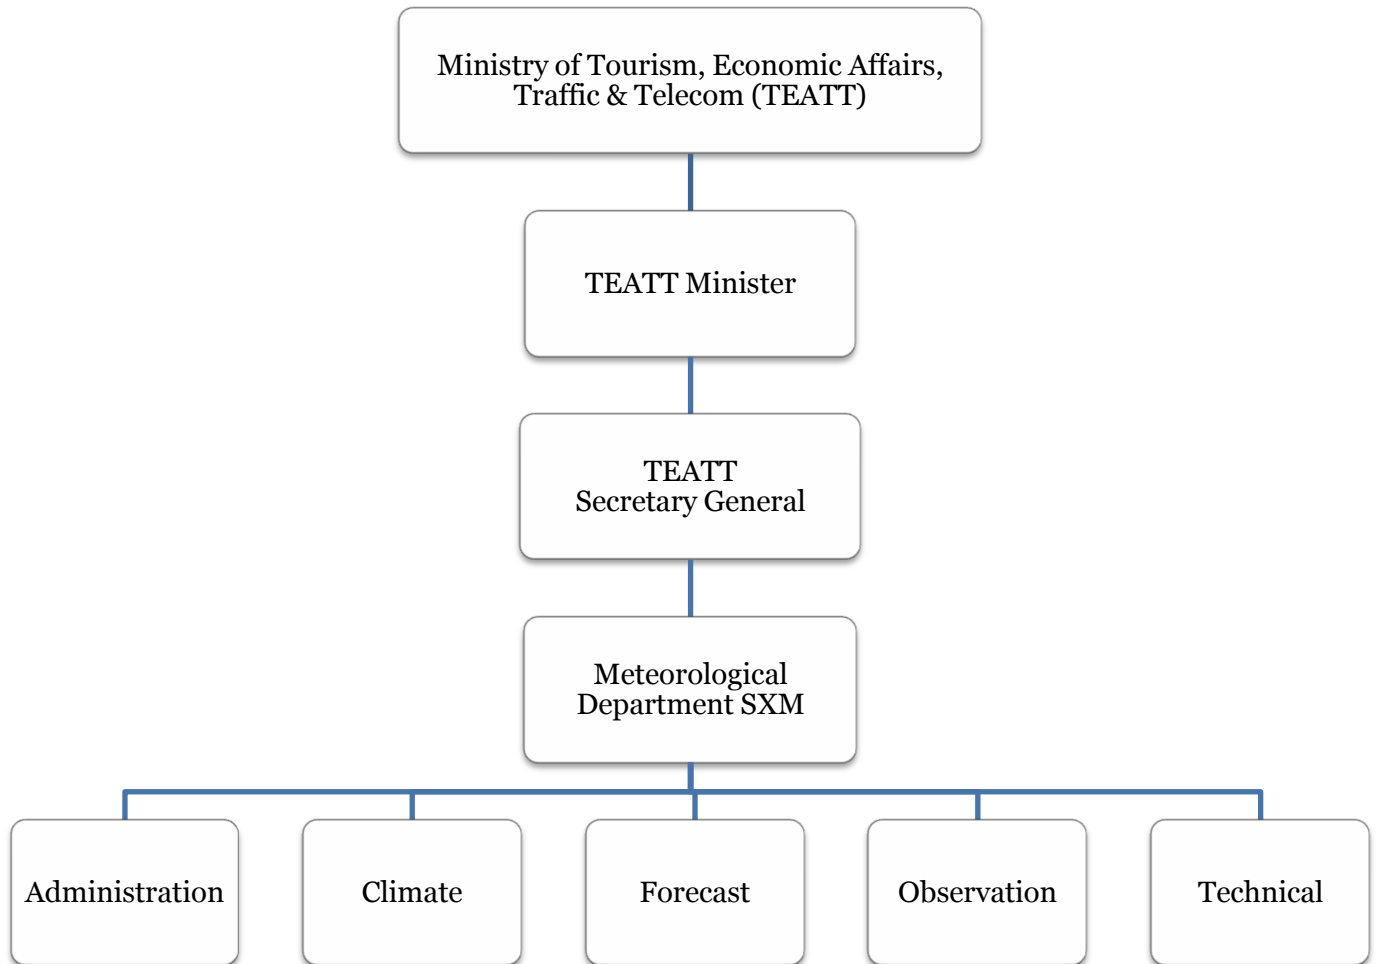 Ministry of Tourism, Economic Affairs,
Traffic & Telecom (TEATT)
TEATT Minister
TEATT
Secretary General
Meteorological
Department SXM
Administration
Climate
Forecast
Observation
Technical